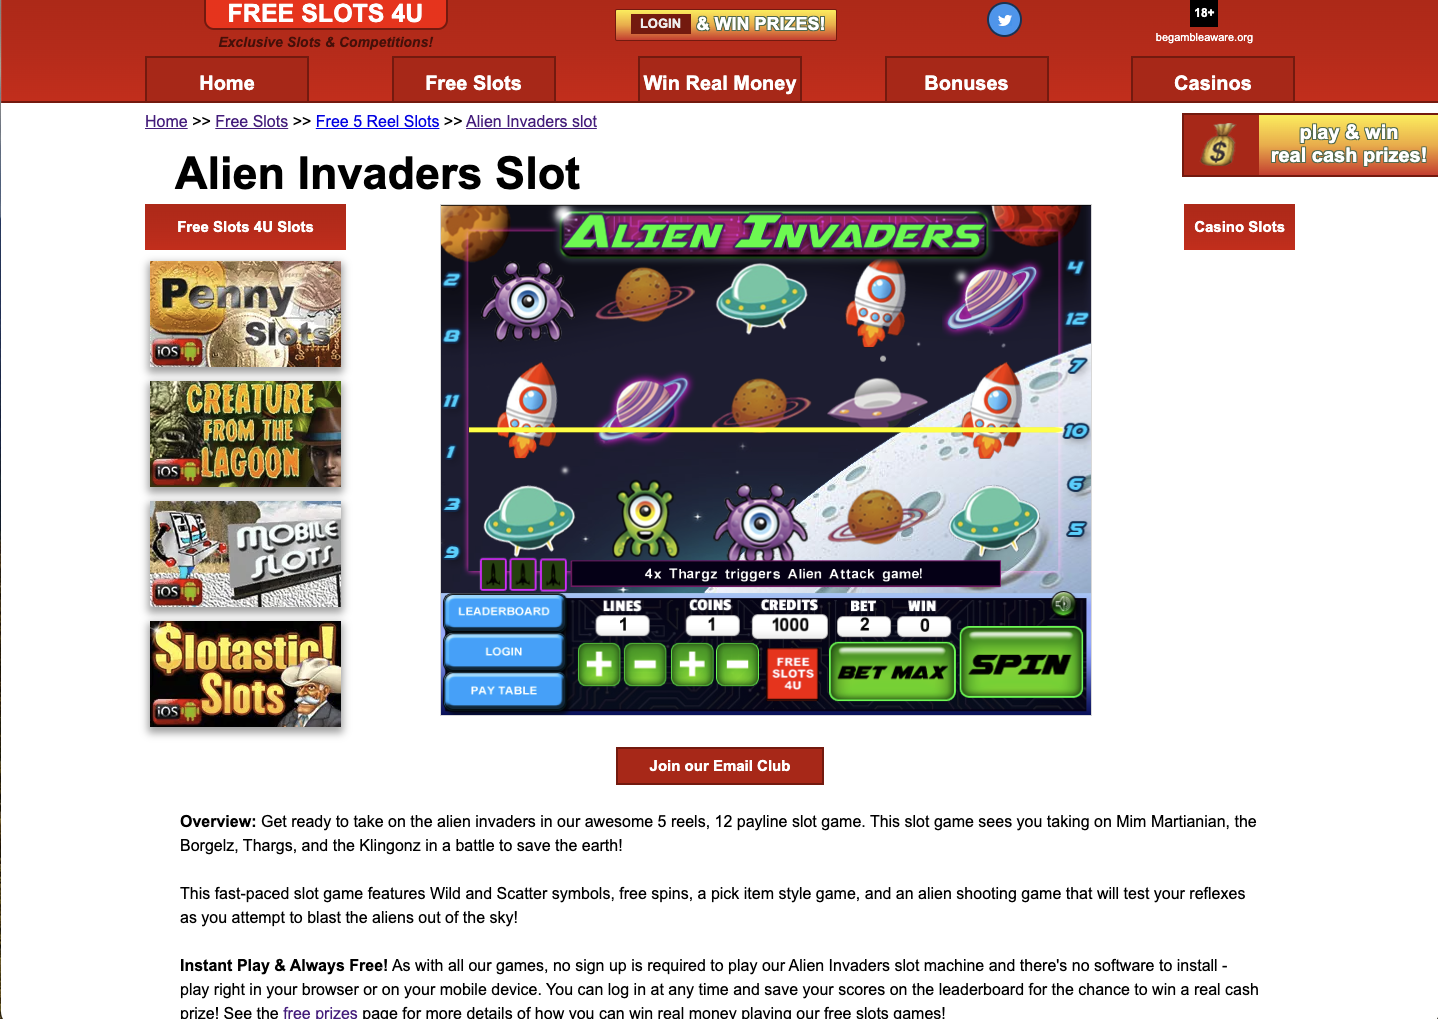 FREE SLOTS 4U
Exclusive Slots & Competitions!
LOGIN & WIN PRIZES!
18+
begambleaware.org
Home
Free Slots
Win Real Money
Bonuses
Casinos
Home >> Free Slots >> Free 5 Reel Slots >> Alien Invaders slot
play & win
real cash prizes!
Alien Invaders Slot
Free Slots 4U Slots
Penny
Slots
iOS
CREATURE
FROM THE
LAGOON
iOS
MOBILE
SLOTS
iOS
$lotastic!
Slots
iOS
ALIEN INVADERS
2
8
11
1
3
9
4
12
7
10
6
5
4x Thargz triggers Alien Attack game!
LEADERBOARD
LOGIN
PAY TABLE
LINES COINS CREDITS BET WIN
1 1 1000 2 0
+ - + -
FREE
SLOTS
4U
BET MAX
SPIN
Casino Slots
Join our Email Club
Overview: Get ready to take on the alien invaders in our awesome 5 reels, 12 payline slot game. This slot game sees you taking on Mim Martianian, the
Borgelz, Thargs, and the Klingonz in a battle to save the earth!
This fast-paced slot game features Wild and Scatter symbols, free spins, a pick item style game, and an alien shooting game that will test your reflexes
as you attempt to blast the aliens out of the sky!
Instant Play & Always Free! As with all our games, no sign up is required to play our Alien Invaders slot machine and there's no software to install -
play right in your browser or on your mobile device. You can log in at any time and save your scores on the leaderboard for the chance to win a real cash
prize! See the free prizes page for more details of how you can win real money playing our free slots games!